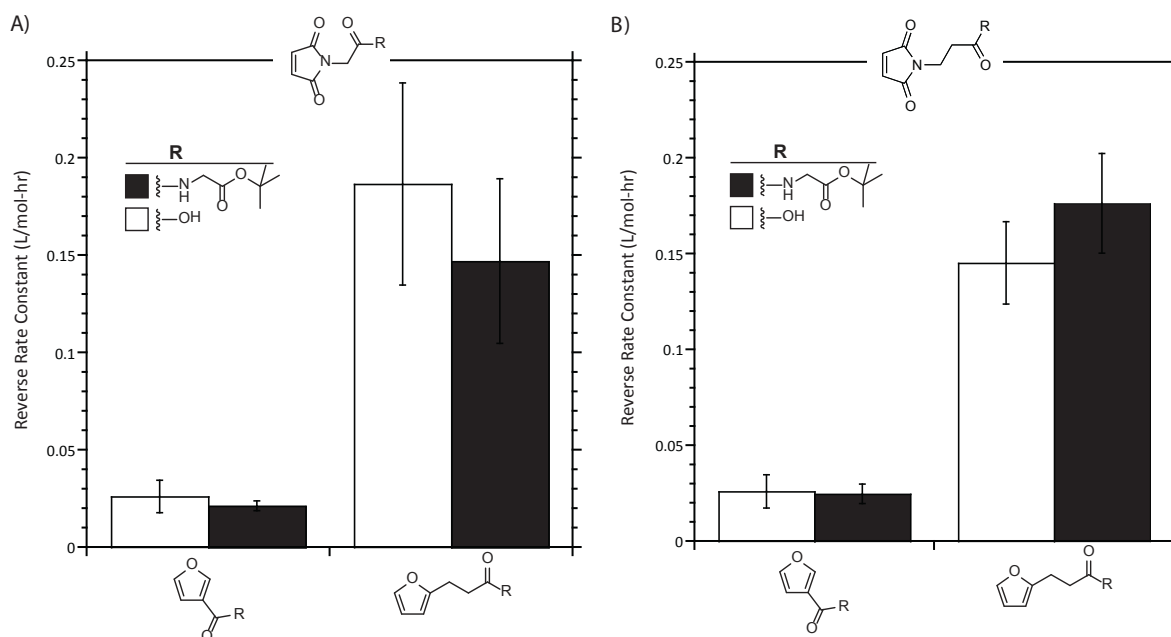 A)
O
O
R
N
O
0.25
0.2
0.15
0.1
0.05
0
Reverse Rate Constant (L/mol-hr)
R
N
H
O
O
OH
O
R
O
O
O
R
B)
O
R
N
O
O
O
0.25
0.2
0.15
0.1
0.05
0
Reverse Rate Constant (L/mol-hr)
R
N
H
O
O
OH
O
R
O
O
O
R